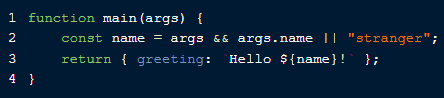 1 function main(args) {
2     const name = args && args.name || "stranger";
3     return { greeting: `Hello ${name}!` };
4 }